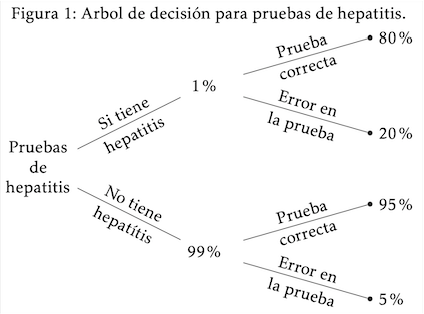 Figura 1: Arbol de decisión para pruebas de hepatitis.
Pruebas
de
hepatitis
Si tiene
hepatitis
1 %
Prueba
correcta
80 %
Error en
la prueba
20 %
No tiene
hepatítis
99 %
Prueba
correcta
95 %
Error en
la prueba
5 %